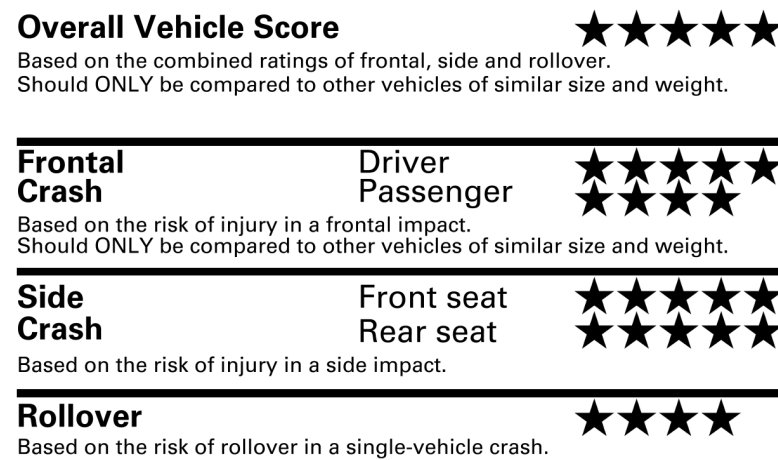 Overall Vehicle Score ★★★★★
Based on the combined ratings of frontal, side and rollover.
Should ONLY be compared to other vehicles of similar size and weight.
Frontal Driver ★★★★★
Crash Passenger ★★★★
Based on the risk of injury in a frontal impact.
Should ONLY be compared to other vehicles of similar size and weight.
Side Front seat ★★★★★
Crash Rear seat ★★★★★
Based on the risk of injury in a side impact.
Rollover ★★★★
Based on the risk of rollover in a single-vehicle crash.